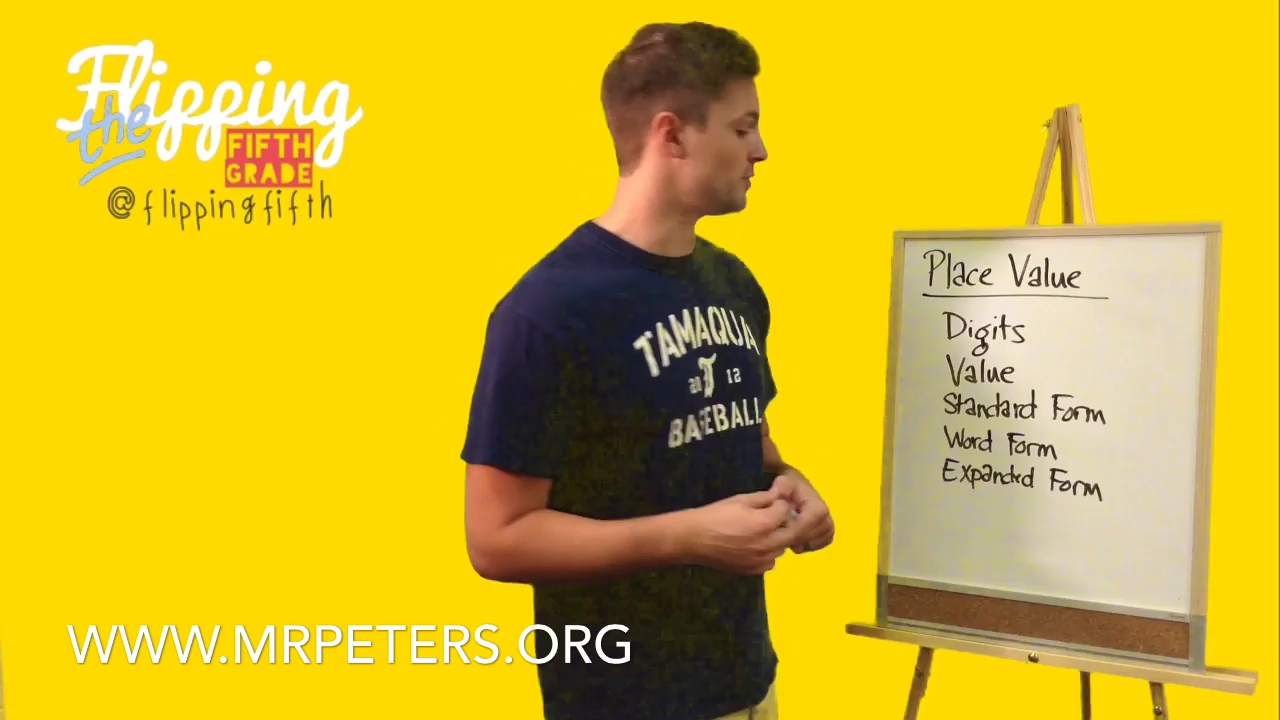 Flipping
the
FIFTH
GRADE
@flippingfifth
TAMAQUA
20 T 12
BASEBALL
Place Value
Digits
Value
Standard Form
Word Form
Expanded Form
WWW.MRPETERS.ORG